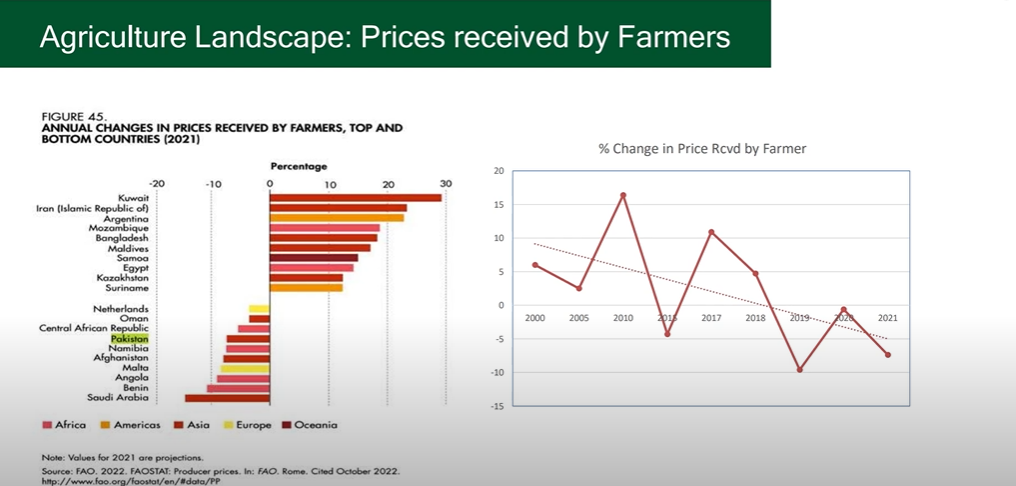 Agriculture Landscape: Prices received by Farmers
FIGURE 45.
ANNUAL CHANGES IN PRICES RECEIVED BY FARMERS, TOP AND
BOTTOM COUNTRIES (2021)
Percentage
-20 -10 0 10 20 30
Kuwait
Iran (Islamic Republic of)
Argentina
Mozambique
Bangladesh
Maldives
Samoa
Egypt
Kazakhstan
Suriname
Netherlands
Oman
Central African Republic
Pakistan
Namibia
Afghanistan
Malta
Angola
Benin
Saudi Arabia
Africa Americas Asia Europe Oceania
Note: Values for 2021 are projections.
Source: FAO. 2022. FAOSTAT: Producer prices. In: FAO. Rome. Cited October 2022.
http://www.fao.org/faostat/en/#data/PP
% Change in Price Rcvd by Farmer
20
15
10
5
0
-5
-10
-15
2000 2005 2010 2016 2017 2018 2019 2020 2021